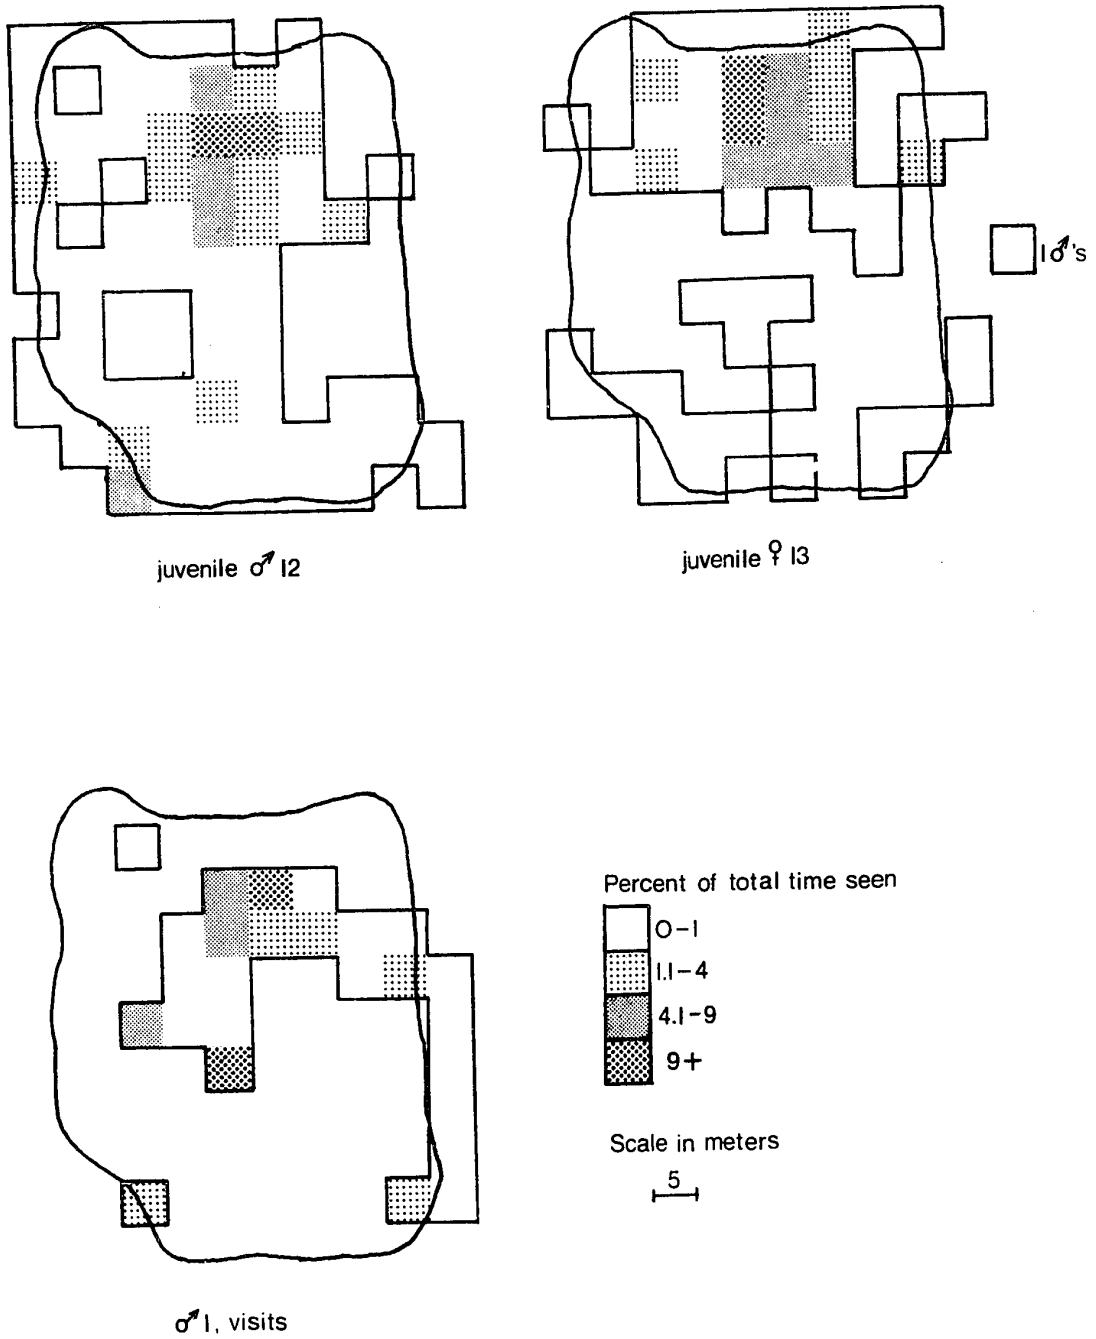 1♂'s
juvenile ♂ 12
juvenile ♀ 13
Percent of total time seen
0-1
1.1-4
4.1-9
9+
Scale in meters
5
♂ 1, visits